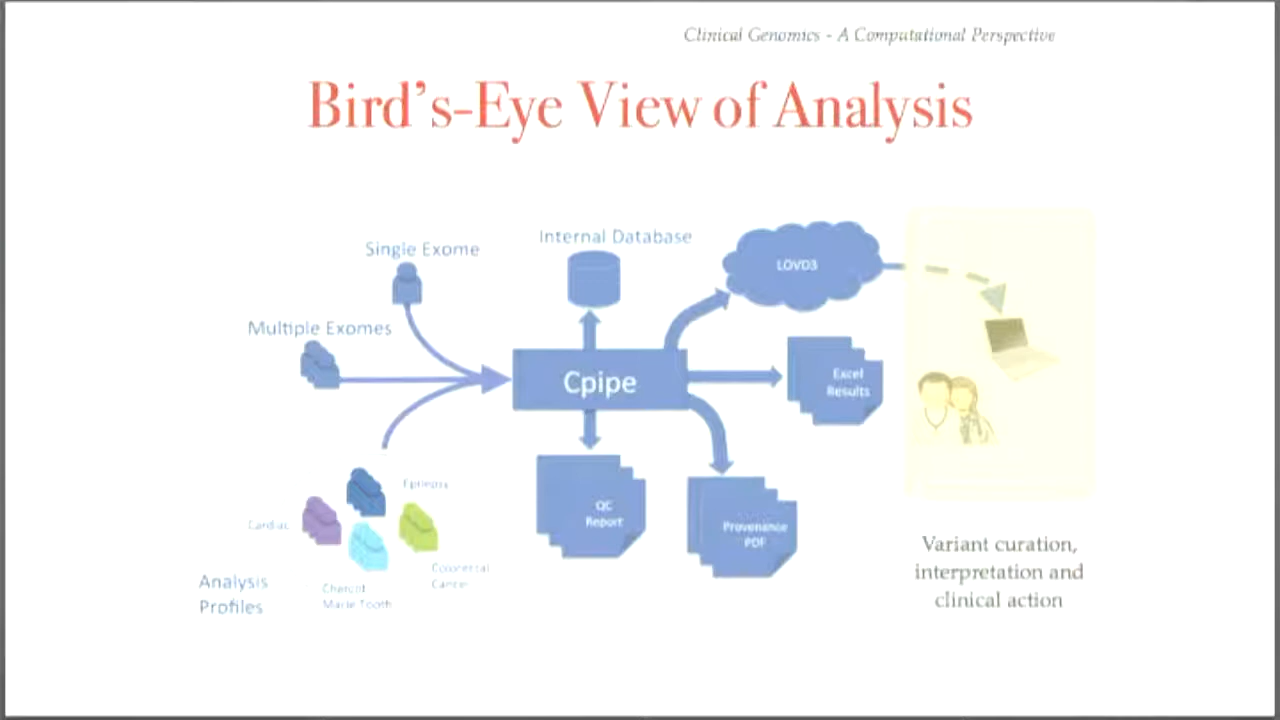 Clinical Genomics - A Computational Perspective
Bird's-Eye View of Analysis
Single Exome
Internal Database
LOVD3
Multiple Exomes
Cpipe
Excel
Results
QC
Report
Provenance
PDF
Epilepsy
Cardiac
Colorectal
Cancer
Charcot
Marie Tooth
Analysis
Profiles
Variant curation,
interpretation and
clinical action